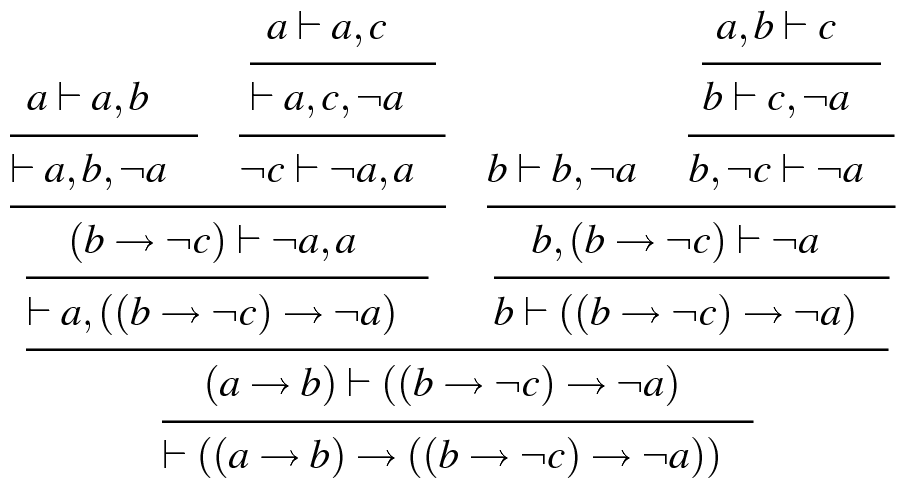 a ⊢ a, c a, b ⊢ c
a ⊢ a, b ⊢ a, c, ¬a b ⊢ c, ¬a
⊢ a, b, ¬a ¬c ⊢ ¬a, a b ⊢ b, ¬a b, ¬c ⊢ ¬a
(b → ¬c) ⊢ ¬a, a b, (b → ¬c) ⊢ ¬a
⊢ a, ((b → ¬c) → ¬a) b ⊢ ((b → ¬c) → ¬a)
(a → b) ⊢ ((b → ¬c) → ¬a)
⊢ ((a → b) → ((b → ¬c) → ¬a))